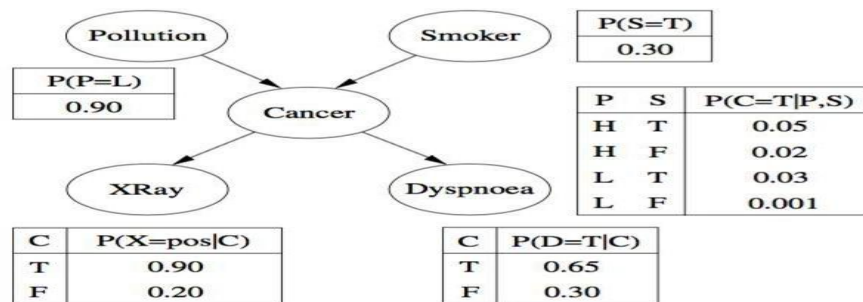 Pollution
Smoker
P(S=T)
0.30
P(P=L)
0.90
Cancer
P S P(C=T|P,S)
H T 0.05
H F 0.02
L T 0.03
L F 0.001
XRay
Dyspnoea
C P(X=pos|C)
T 0.90
F 0.20
C P(D=T|C)
T 0.65
F 0.30